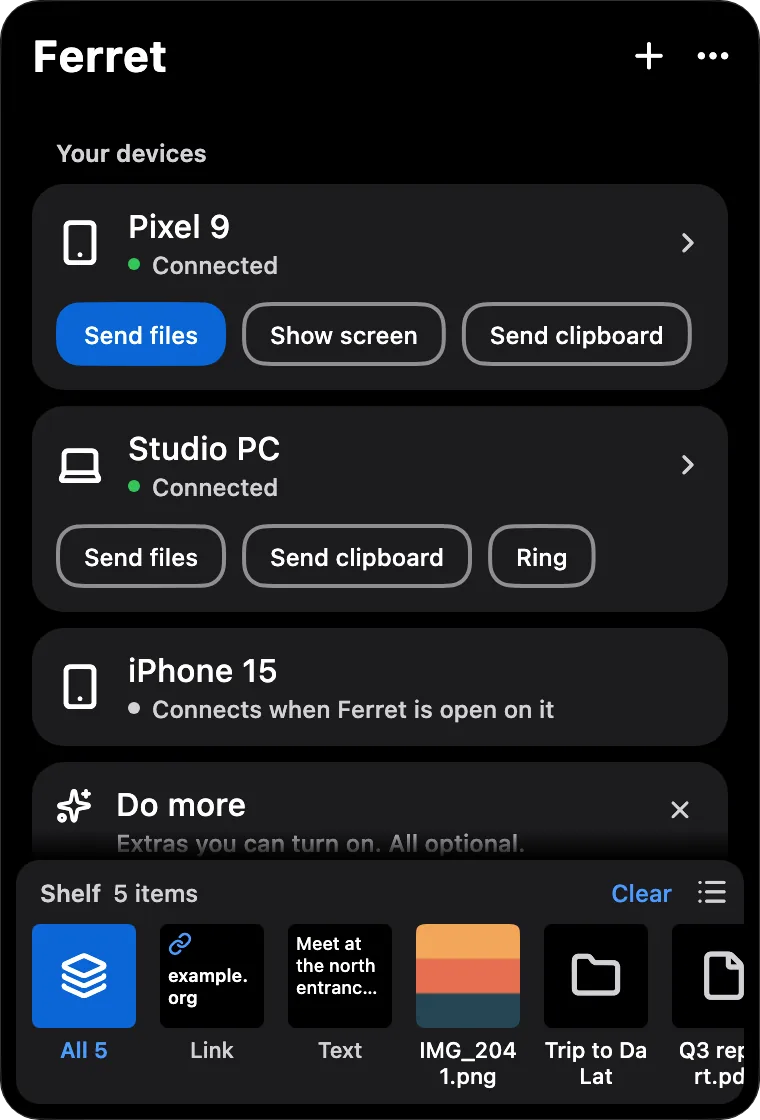 Ferret
Your devices
Pixel 9
Connected
Send files
Show screen
Send clipboard
Studio PC
Connected
Send files
Send clipboard
Ring
iPhone 15
Connects when Ferret is open on it
Do more
Extras you can turn on. All optional.
Shelf 5 items
Clear
example.
org
Meet at
the north
entranc...
All 5
Link
Text
IMG_204
1.png
Trip to Da
Lat
Q3 rep
rt.pd